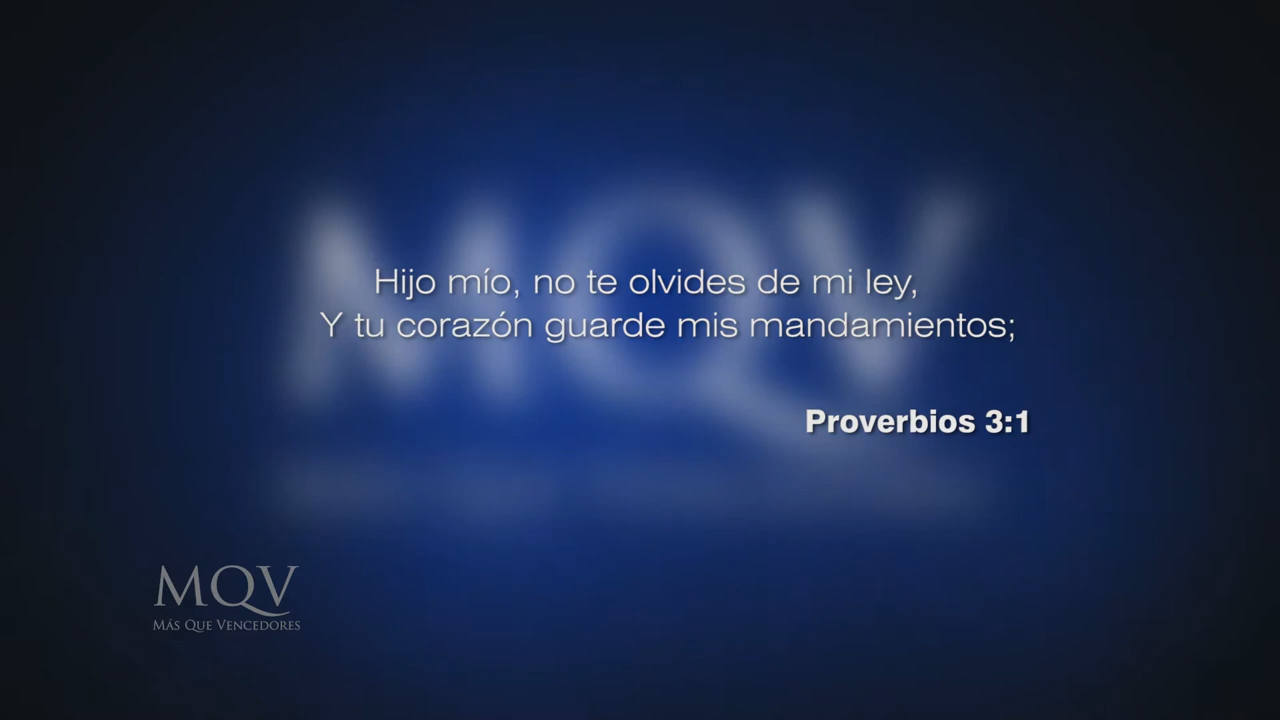 Hijo mío, no te olvides de mi ley,
Y tu corazón guarde mis mandamientos;
Proverbios 3:1
MQV
MQV
MÁS QUE VENCEDORES